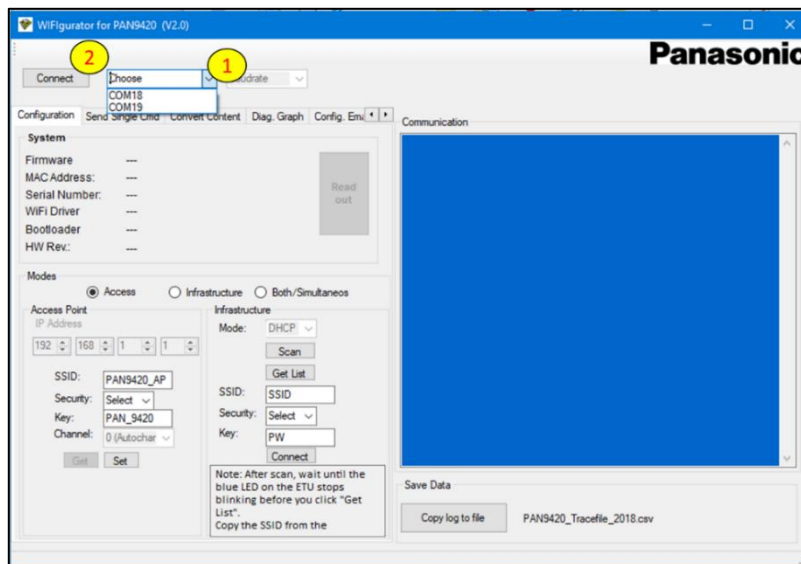 WIFIgurator for PAN9420 (V2.0)
Panasonic
2
1
Connect
Choose
COM18
COM19
Configuration Send Single Cmd Convert Content Diag. Graph
System
Firmware ---
MAC Address: ---
Serial Number: ---
WiFi Driver ---
Bootloader ---
HW Rev.: ---
Read
out
Modes
Access Infrastructure Both/Simultaneos
Access Point
IP Address
192 168 1 1
SSID: PAN9420_AP
Security: Select
Key: PAN_9420
Channel: 0 (Autochar
Get Set
Infrastructure
Mode: DHCP
Scan
Get List
SSID: SSID
Security: Select
Key: PW
Connect
Note: After scan, wait until the
blue LED on the ETU stops
blinking before you click "Get
List".
Copy the SSID from the
Communication
Save Data
Copy log to file PAN9420_Tracefile_2018.csv